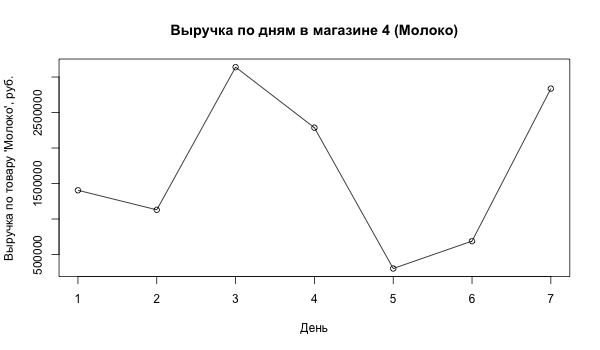 Выручка по дням в магазине 4 (Молоко)
Выручка по товару 'Молоко', руб.
2500000
1500000
500000
1 2 3 4 5 6 7
День